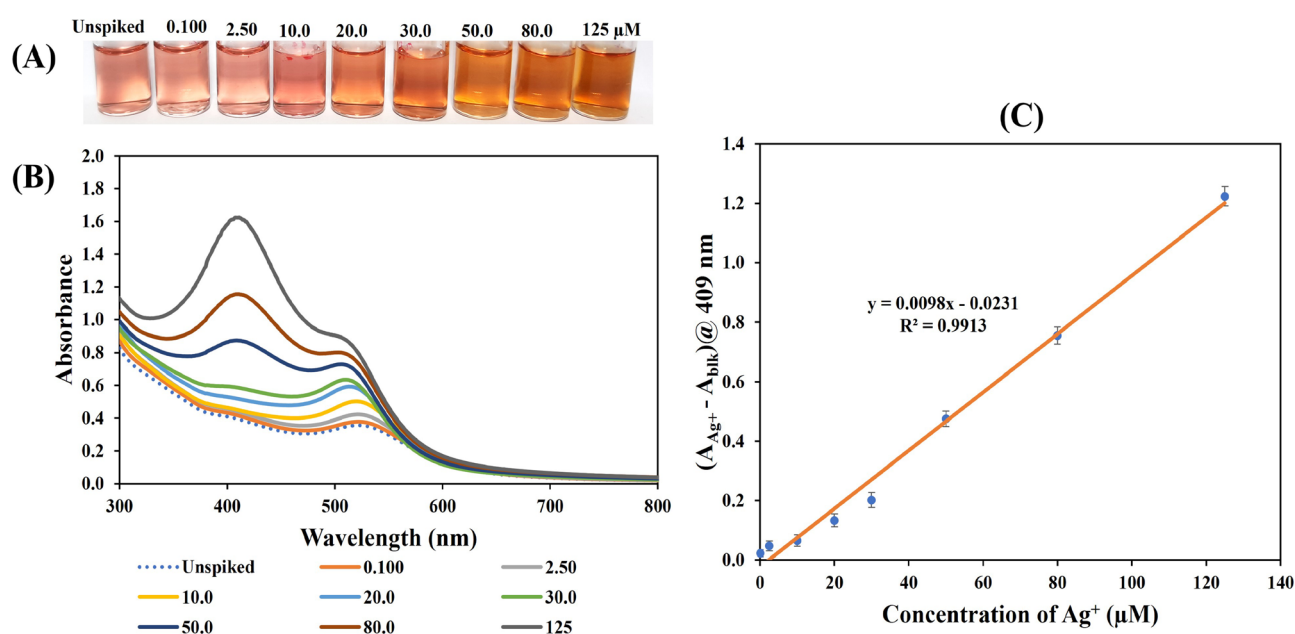 (A)
Unspiked 0.100 2.50 10.0 20.0 30.0 50.0 80.0 125 µM
(B)
2.0
1.8
1.6
1.4
1.2
1.0
0.8
0.6
0.4
0.2
0.0
Absorbance
300 400 500 600 700 800
Wavelength (nm)
Unspiked 0.100 2.50
10.0 20.0 30.0
50.0 80.0 125
(C)
1.4
1.2
1.0
0.8
0.6
0.4
0.2
0.0
(A_Ag+ - A_blk)@ 409 nm
y = 0.0098x - 0.0231
R² = 0.9913
0 20 40 60 80 100 120 140
Concentration of Ag⁺ (µM)